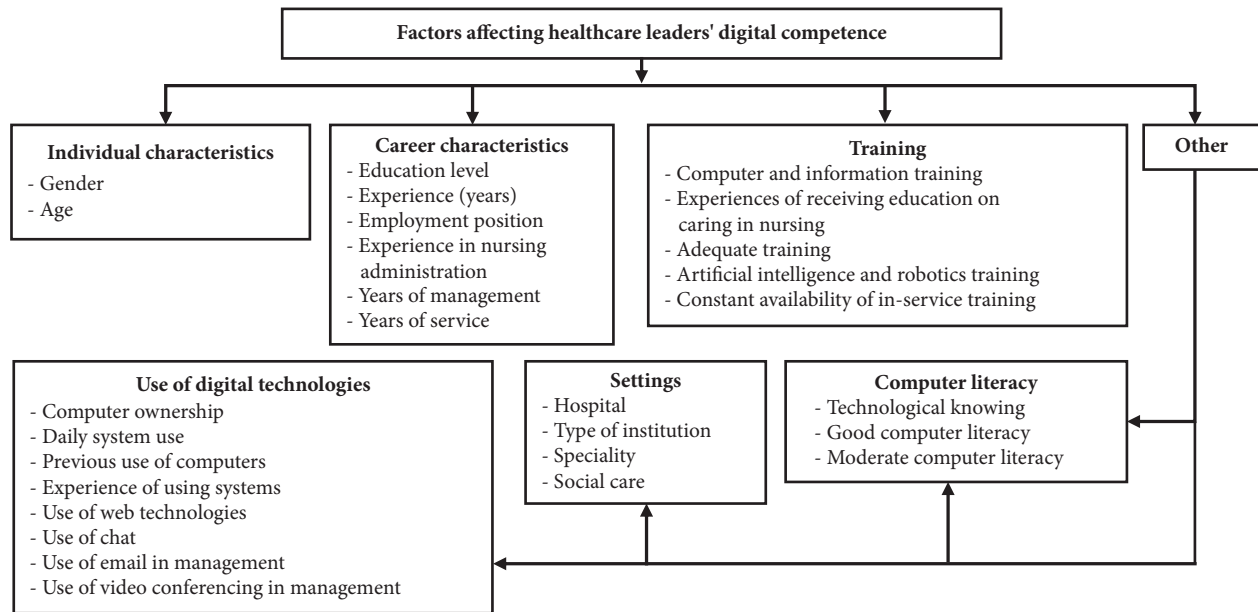 Factors affecting healthcare leaders' digital competence
Individual characteristics
- Gender
- Age
Career characteristics
- Education level
- Experience (years)
- Employment position
- Experience in nursing
administration
- Years of management
- Years of service
Training
- Computer and information training
- Experiences of receiving education on
caring in nursing
- Adequate training
- Artificial intelligence and robotics training
- Constant availability of in-service training
Other
Use of digital technologies
- Computer ownership
- Daily system use
- Previous use of computers
- Experience of using systems
- Use of web technologies
- Use of chat
- Use of email in management
- Use of video conferencing in management
Settings
- Hospital
- Type of institution
- Speciality
- Social care
Computer literacy
- Technological knowing
- Good computer literacy
- Moderate computer literacy